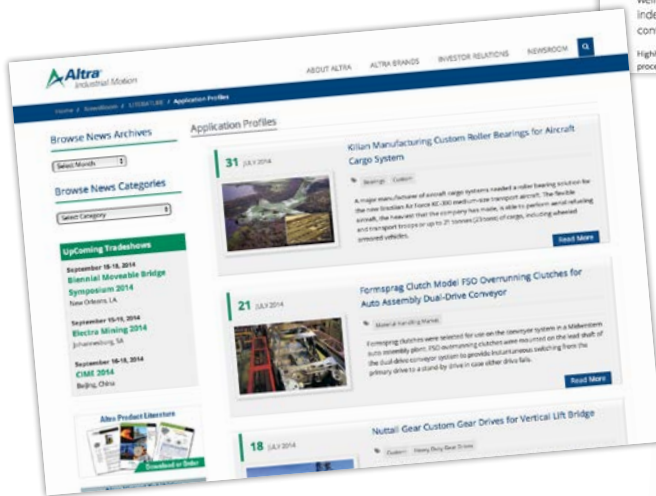 Altra
Industrial Motion
ABOUT ALTRA
ALTRA BRANDS
INVESTOR RELATIONS
NEWSROOM
Home / NewsRoom / LITERATURE / Application Profiles
Browse News Archives
Select Month
Browse News Categories
Select Category
UpComing Tradeshows
September 15-18, 2014
Biennial Moveable Bridge
Symposium 2014
New Orleans, LA
September 15-19, 2014
Electra Mining 2014
Johannesburg, SA
September 16-18, 2014
CIME 2014
Beijing, China
Altra Product Literature
Download or Order
Application Profiles
31 JULY 2014
Kilian Manufacturing Custom Roller Bearings for Aircraft
Cargo System
Bearings Custom
A major manufacturer of aircraft cargo systems needed a roller bearing solution for
the new Brazilian Air Force KC-390 medium-size transport aircraft. The flexible
aircraft, the heaviest that the company has made, is able to perform aerial refueling
and transport troops or up to 21 tonnes (23 tons) of cargo, including wheeled
armored vehicles.
Read More
21 JULY 2014
Formsprag Clutch Model FSO Overrunning Clutches for
Auto Assembly Dual-Drive Conveyor
Material Handling Market
Formsprag clutches were selected for use on the conveyor system in a Midwestern
auto assembly plant. FSO overrunning clutches were mounted on the lead shaft of
the dual drive conveyor system to provide instantaneous switching from the
primary drive to a stand-by drive in case either drive fails.
Read More
18 JULY 2014
Nuttall Gear Custom Gear Drives for Vertical Lift Bridge
Custom Heavy Duty Gear Drives